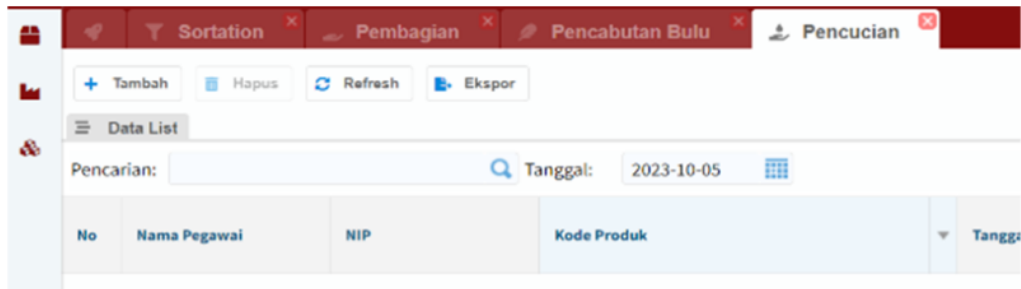 Sortation Pembagian Pencabutan Bulu Pencucian
Tambah Hapus Refresh Ekspor
Data List
Pencarian: Tanggal: 2023-10-05
No Nama Pegawai NIP Kode Produk Tangga